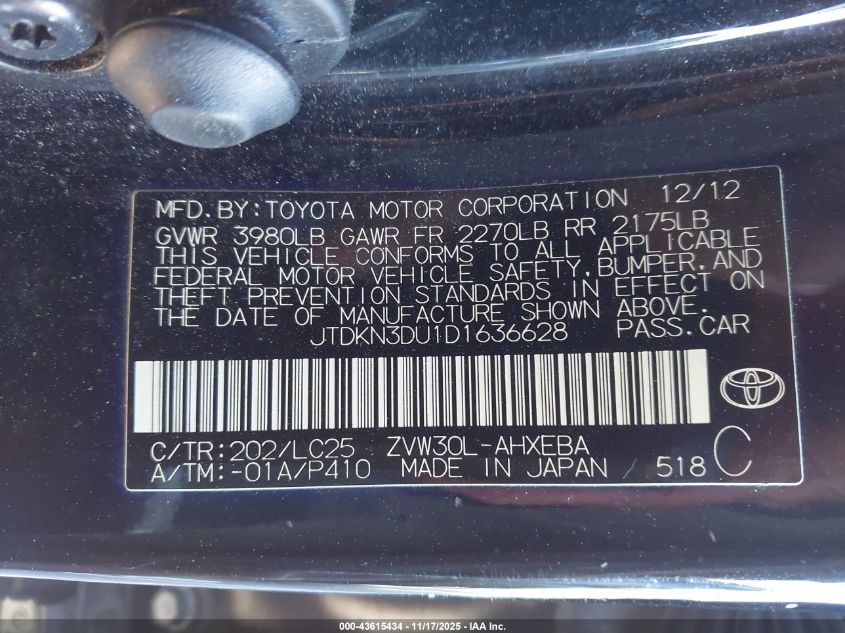 MFD.BY:TOYOTA MOTOR CORPORATION 12/12
GVWR 3980LB GAWR FR 2270LB RR 2175LB
THIS VEHICLE CONFORMS TO ALL APPLICABLE
FEDERAL MOTOR VEHICLE SAFETY,BUMPER,AND
THEFT PREVENTION STANDARDS IN EFFECT ON
THE DATE OF MANUFACTURE SHOWN ABOVE.
JTDKN3DU1D1636628 PASS.CAR
C/TR:202/LC25 ZVW30L-AHXEBA
A/TM:-01A/P410 MADE IN JAPAN / 518 C
000-43615434 - 11/17/2025 - IAA Inc.